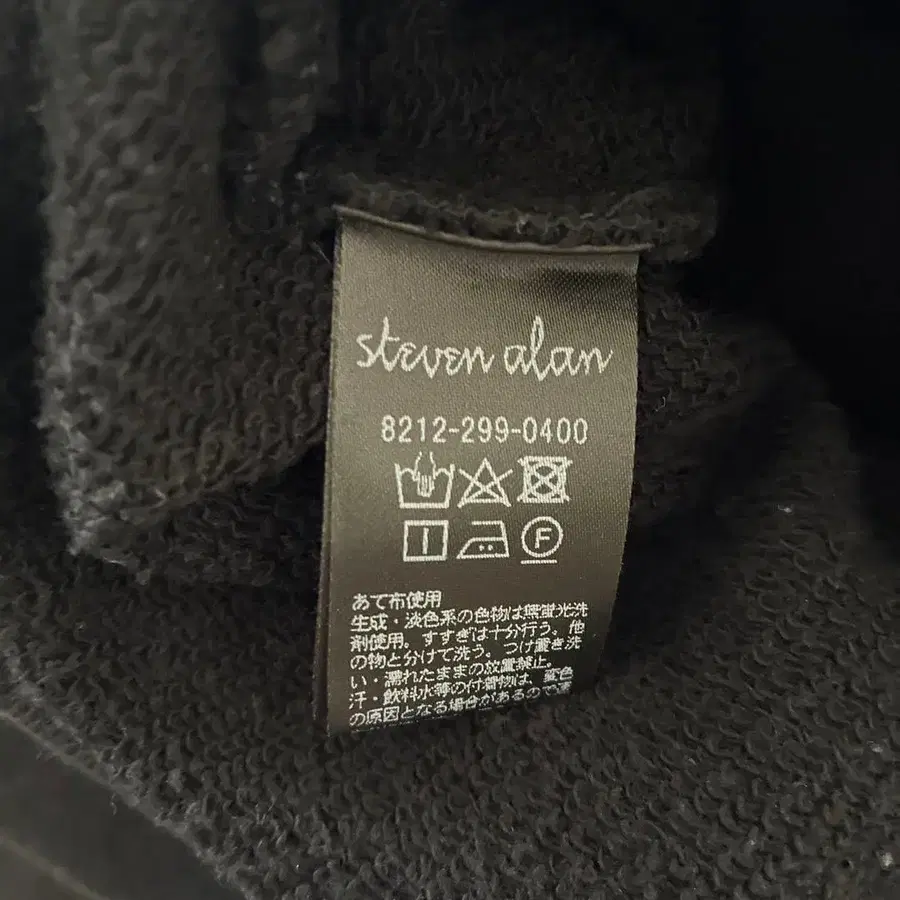 steven alan
8212-299-0400
F
あて布使用
生成・淡色系の色物は無蛍光洗
剤使用。すすぎは十分行う。他
の物と分けて洗う。つけ置き洗
い・濡れたままの放置禁止。
汗・飲料水等の付着物は、変色
の原因となる場合があるので速